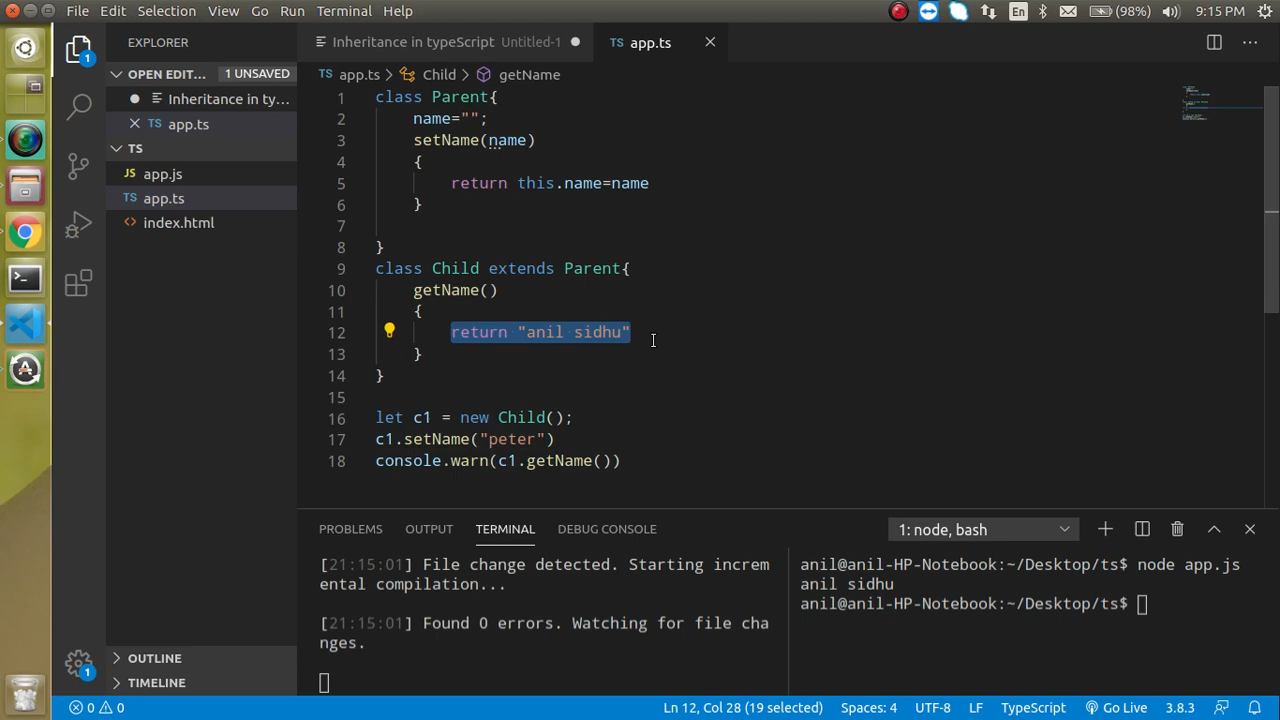 File Edit Selection View Go Run Terminal Help En (98%) 9:15 PM
EXPLORER
Inheritance in typeScript Untitled-1
TS app.ts
1
OPEN EDIT... 1 UNSAVED
TS app.ts > Child > getName
Inheritance in ty...
TS app.ts
TS
JS app.js
TS app.ts
index.html
1 class Parent{
2 name="";
3 setName(name)
4 {
5 return this.name=name
6 }
7
8 }
9 class Child extends Parent{
10 getName()
11 {
12 return "anil sidhu"
13 }
14 }
15
16 let c1 = new Child();
17 c1.setName("peter")
18 console.warn(c1.getName())
PROBLEMS OUTPUT TERMINAL DEBUG CONSOLE 1: node, bash
[21:15:01] File change detected. Starting increm
ental compilation...
[21:15:01] Found 0 errors. Watching for file cha
nges.
anil@anil-HP-Notebook:~/Desktop/ts$ node app.js
anil sidhu
anil@anil-HP-Notebook:~/Desktop/ts$
OUTLINE
1
TIMELINE
0 0 Ln 12, Col 28 (19 selected) Spaces: 4 UTF-8 LF TypeScript Go Live 3.8.3